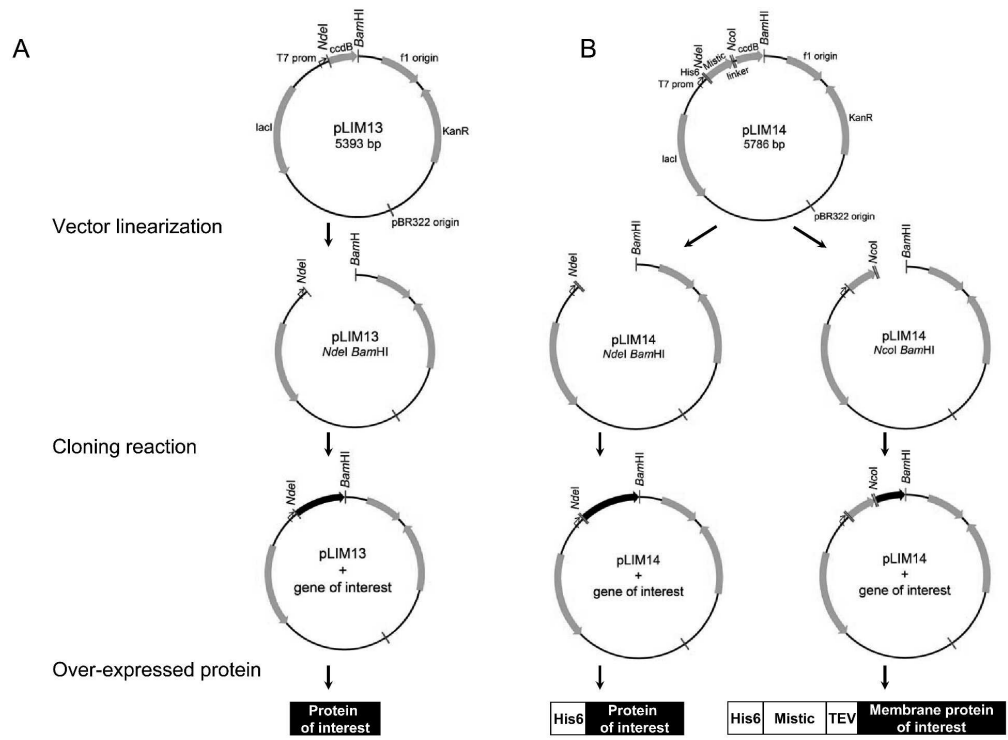 A
T7 prom
NdeI
ccdB
BamHI
f1 origin
lacI
pLIM13
5393 bp
KanR
pBR322 origin
B
T7 prom
His6
NdeI
Mistic
NcoI
linker
ccdB
BamHI
f1 origin
lacI
pLIM14
5786 bp
KanR
pBR322 origin
Vector linearization
NdeI
BamH
pLIM13
NdeI BamHI
NdeI
BamHI
pLIM14
NdeI BamHI
NcoI
BamHI
pLIM14
NcoI BamHI
Cloning reaction
NdeI
BamHI
pLIM13
+
gene of interest
NdeI
BamHI
pLIM14
+
gene of interest
NcoI
BamHI
pLIM14
+
gene of interest
Over-expressed protein
Protein
of interest
His6
Protein
of interest
His6
Mistic
TEV
Membrane protein
of interest